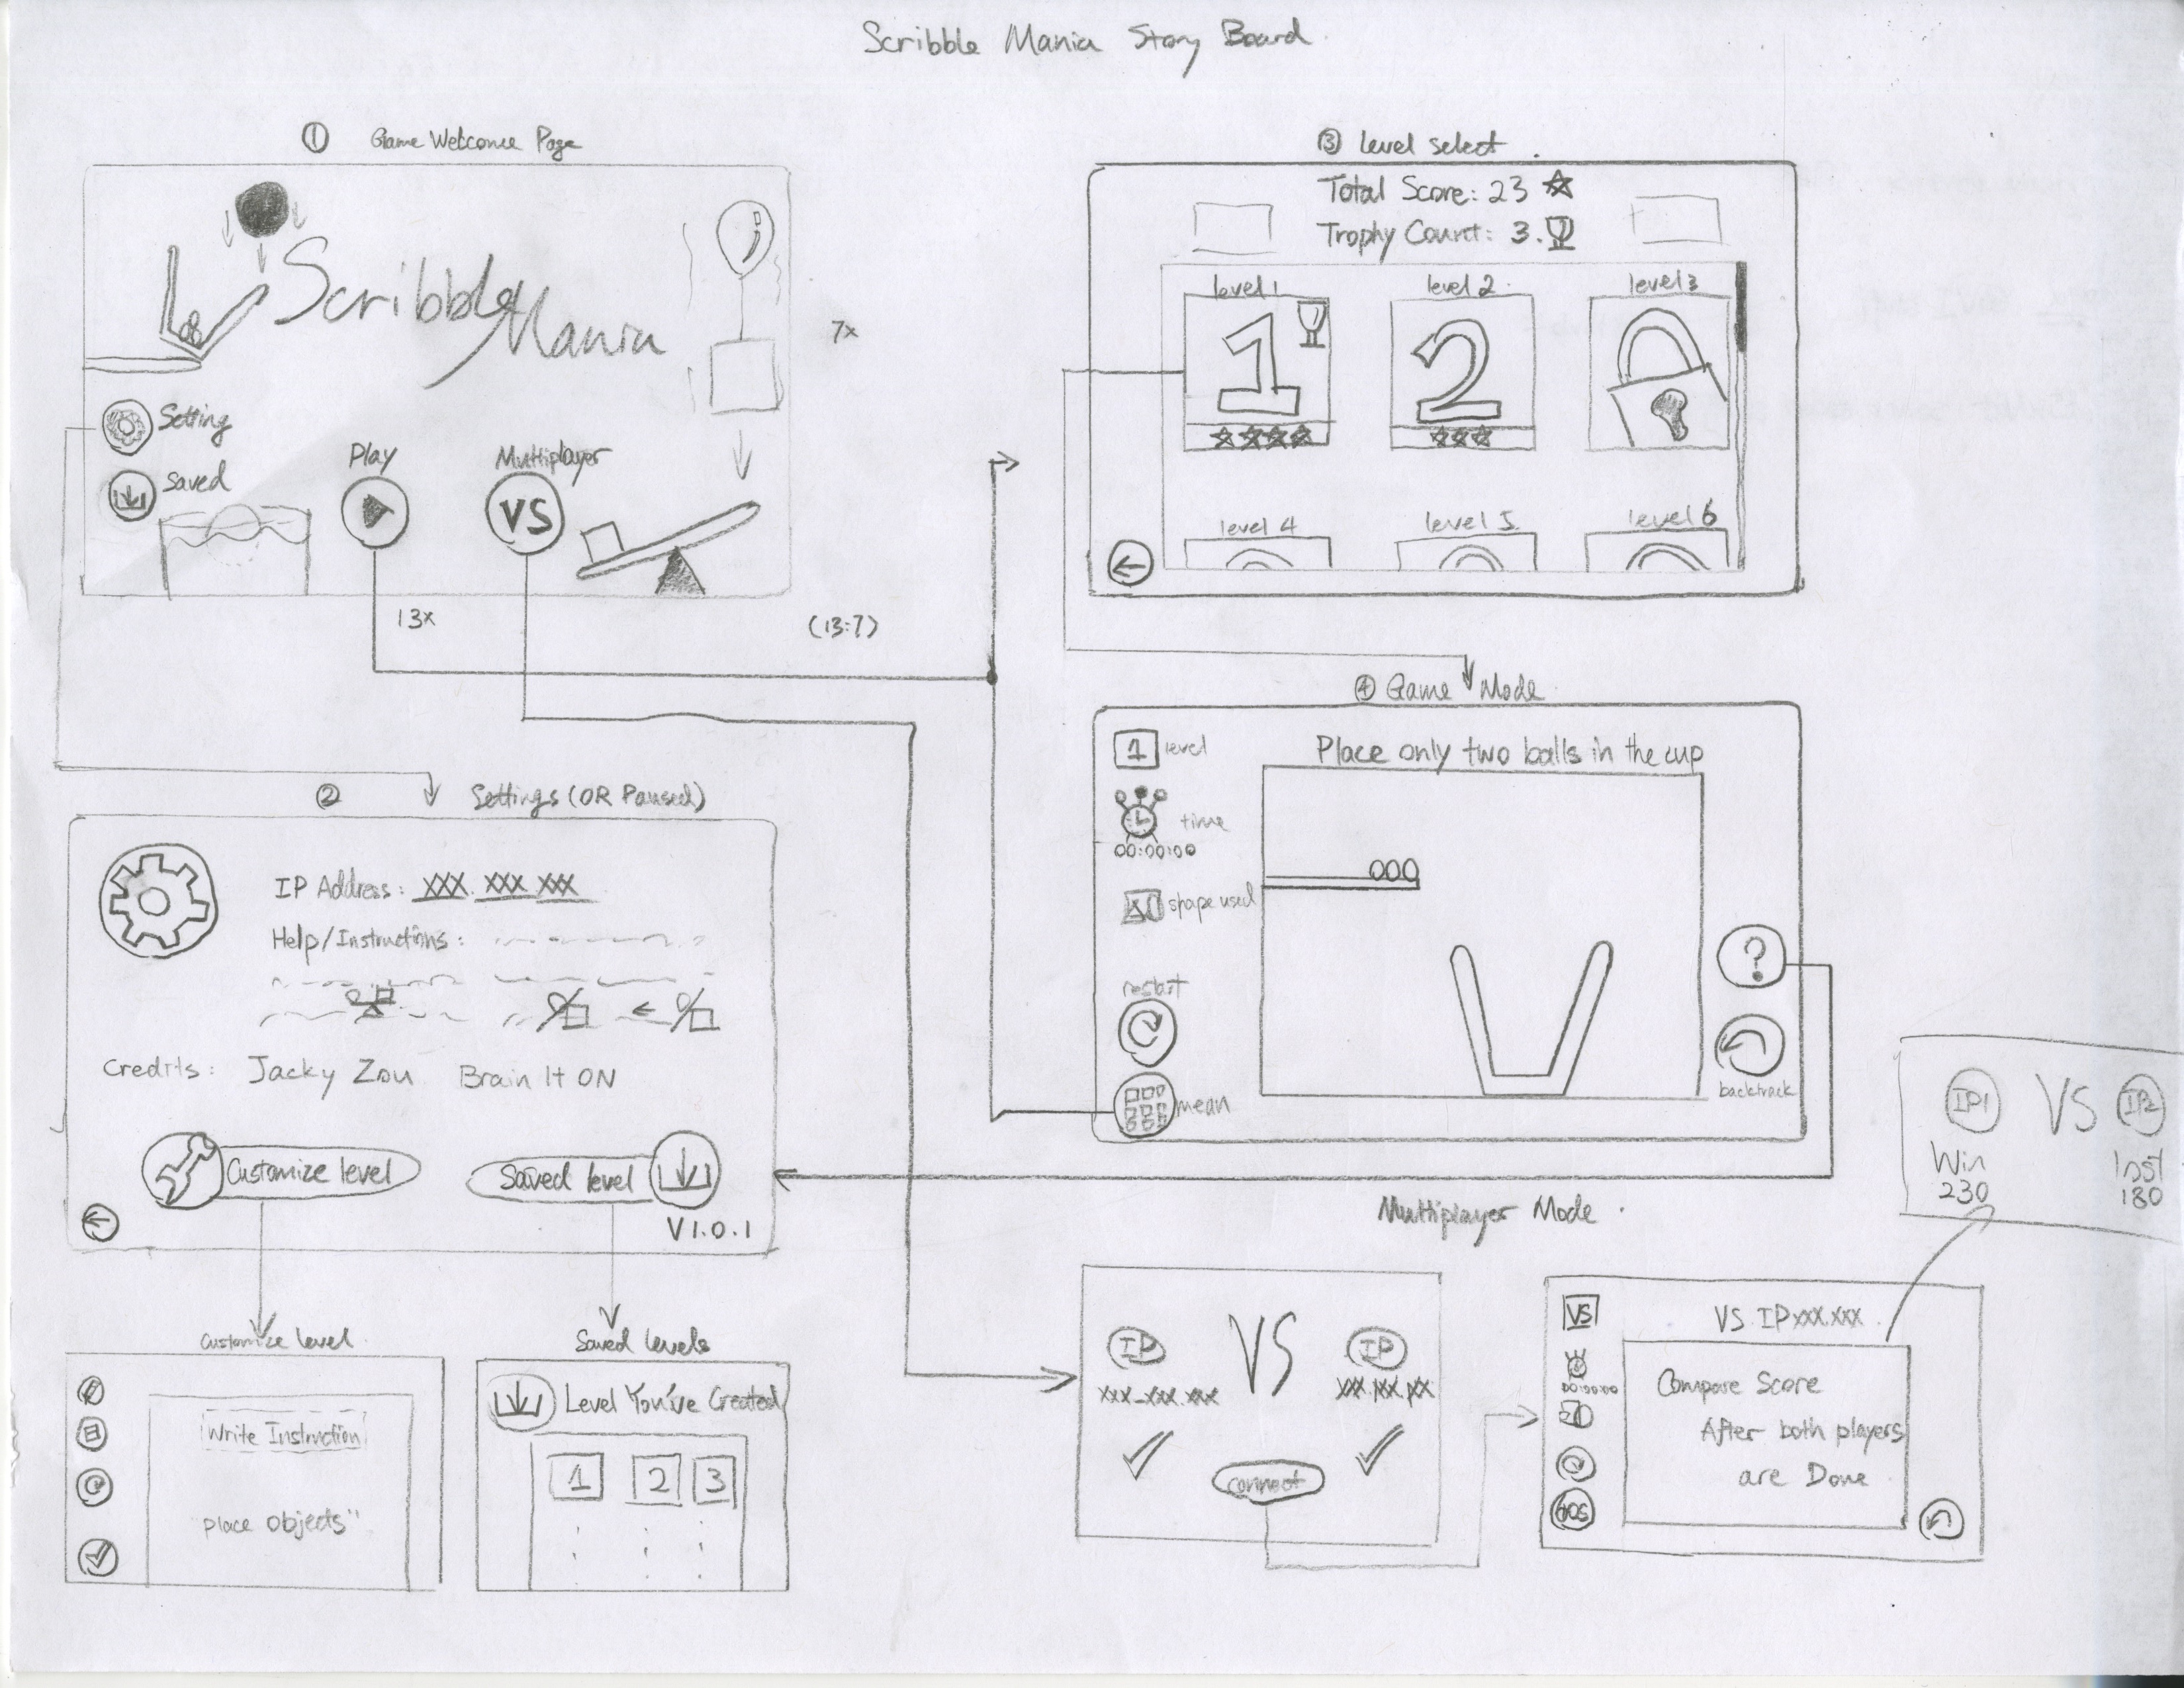 Scribble Mania Story Board
① Game Welcome Page
Scribble
Mania
Setting
Saved
Play
Multiplayer
VS
7x
13x
(13:7)
② Settings (OR Paused)
IP Address: XXX. XXX XXX
Help/Instructions:
Credits: Jacky Zou Brain It ON
Customize level
Saved level
V1.0.1
Customize level
Write Instruction
Place Objects"
Saved levels
Level You've Created
1 2 3
③ level select
Total Score: 23
Trophy Count: 3.
level 1 level 2 level 3
1 2
level 4 level 5 level 6
④ Game Mode
1 level
Place only two balls in the cup
time
00:00:00
shape used
restart
mean
?
backtrack
Multiplayer Mode
IP VS IP
xxx-xxx.xxx xxx.xxx.xx
connect
VS
VS IP xxx.xxx
00:00:00
Compare Score
After both players
are Done
IP1 VS IP2
Win lost
230 180